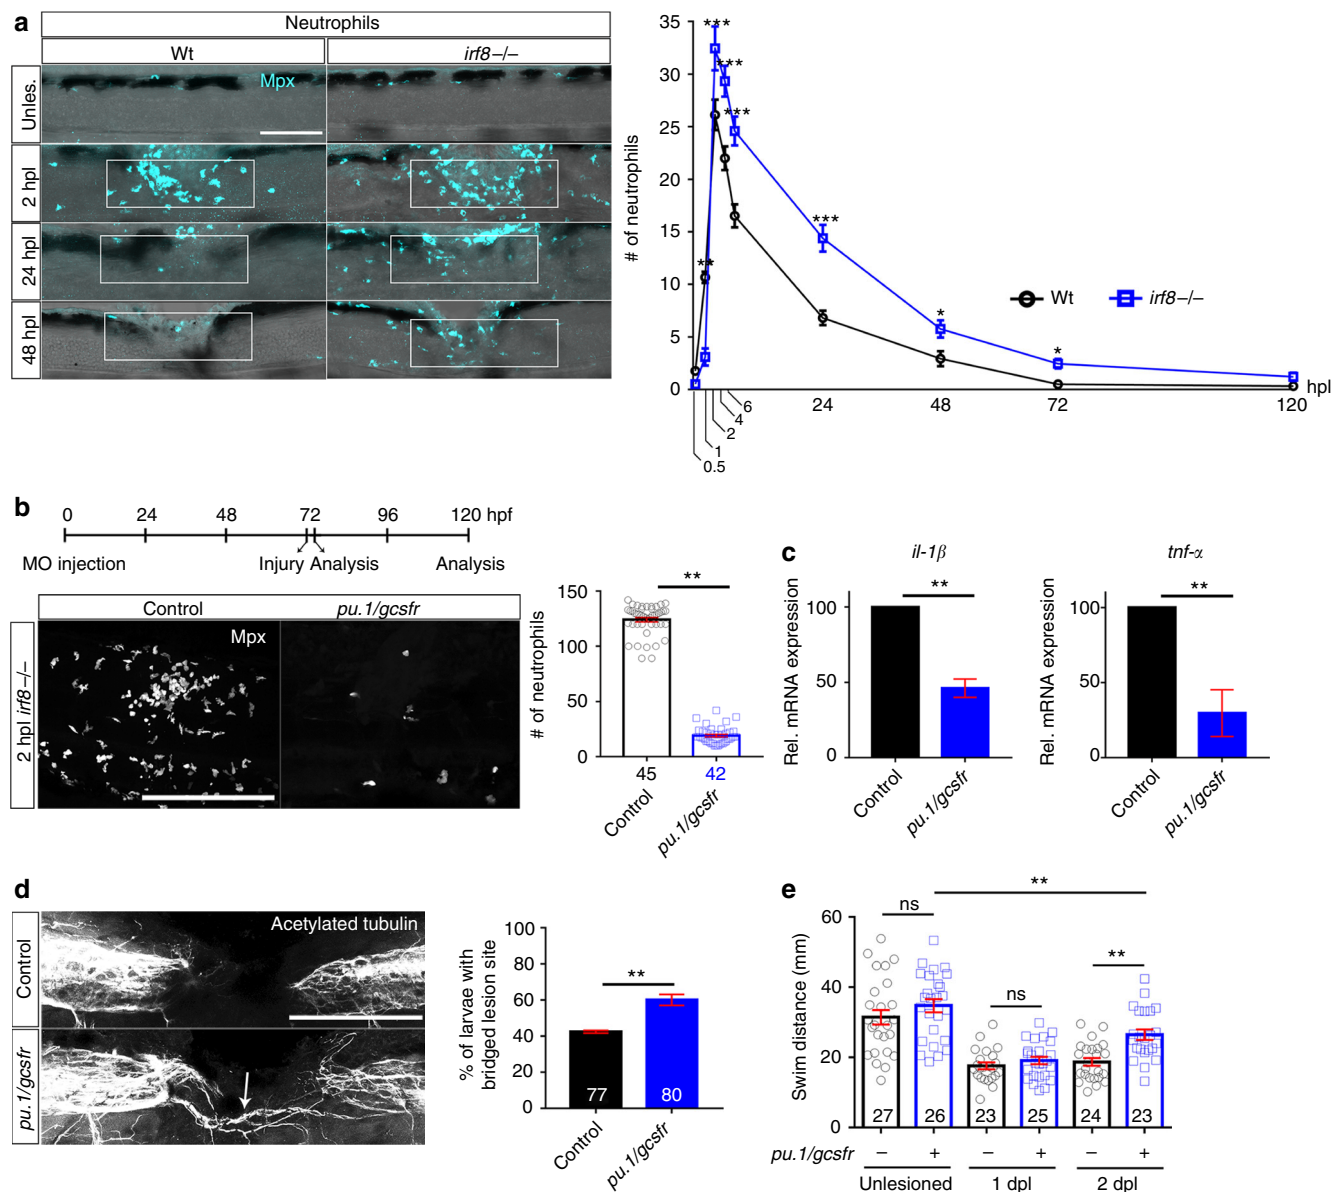 a
Neutrophils
Wt
irf8–/–
Unles.
Mpx
2 hpl
24 hpl
48 hpl
# of neutrophils
35
30
25
20
15
10
5
0
***
***
***
**
***
*
*
Wt
irf8–/–
0.5
1
2
4
6
24
48
72
120
hpl
b
0
24
48
72
96
120 hpf
MO injection
Injury
Analysis
Analysis
Control
pu.1/gcsfr
2 hpl irf8–/–
Mpx
# of neutrophils
150
100
50
0
**
45
42
Control
pu.1/gcsfr
c
il-1β
Rel. mRNA expression
100
50
0
**
Control
pu.1/gcsfr
tnf-α
Rel. mRNA expression
100
50
0
**
Control
pu.1/gcsfr
d
Control
Acetylated tubulin
pu.1/gcsfr
% of larvae with
bridged lesion site
100
80
60
40
20
0
**
77
80
Control
pu.1/gcsfr
e
Swim distance (mm)
60
40
20
0
ns
**
ns
**
27
26
23
25
24
23
pu.1/gcsfr
– + – + – +
Unlesioned
1 dpl
2 dpl